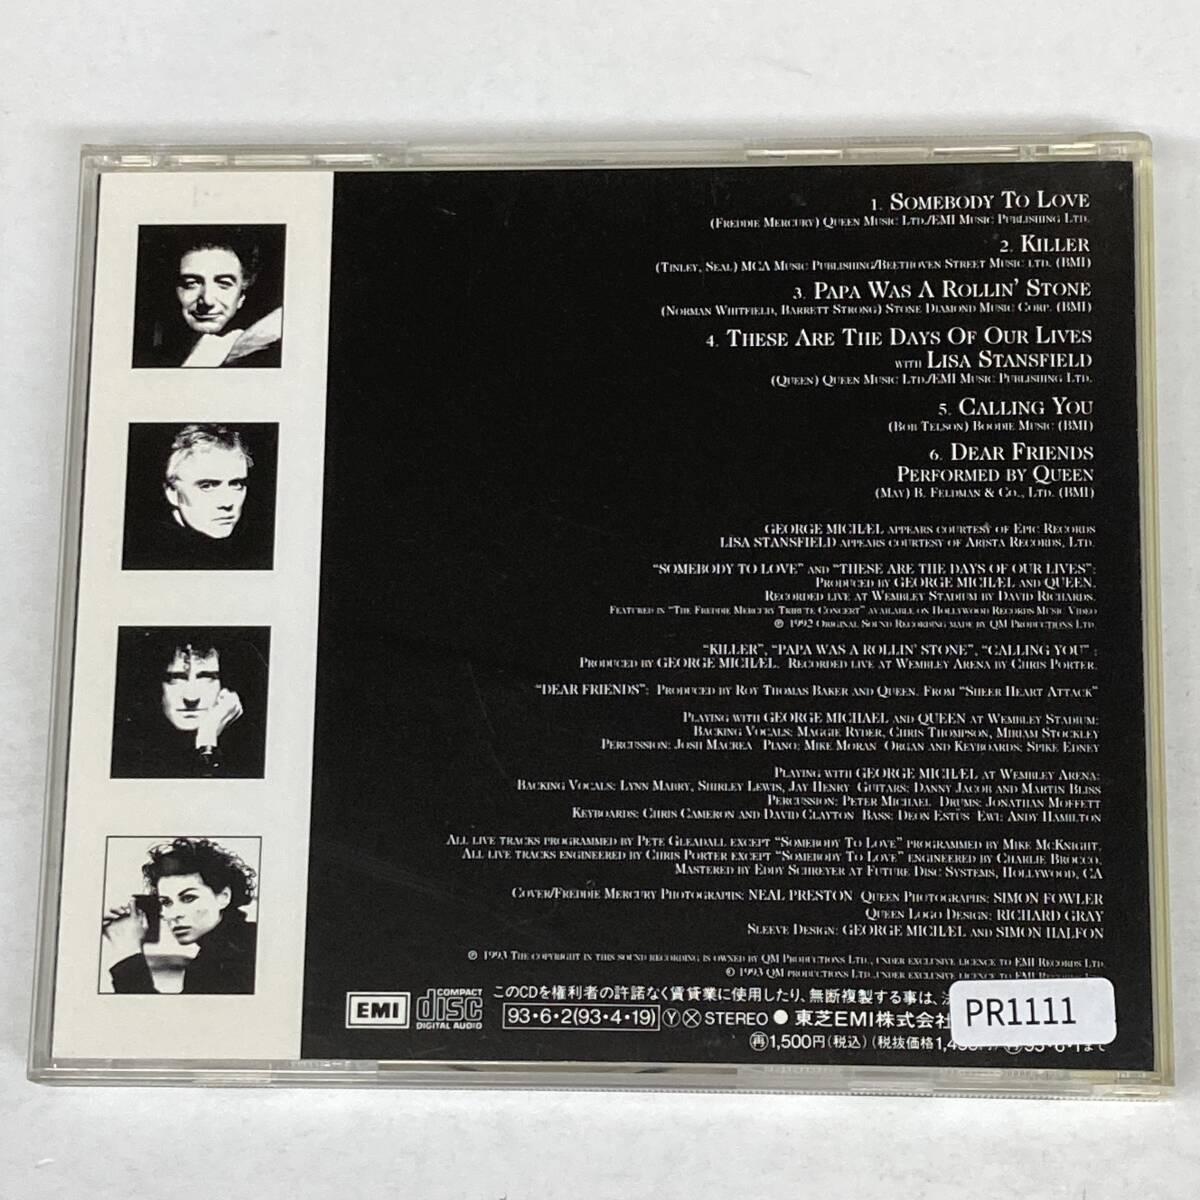 1. SOMEBODY TO LOVE
(FREDDIE MERCURY) QUEEN MUSIC LTD./EMI MUSIC PUBLISHING LTD.
2. KILLER
(TINLEY, SEAL) MCA MUSIC PUBLISHING/BEETHOVEN STREET MUSIC LTD. (BMI)
3. PAPA WAS A ROLLIN' STONE
(NORMAN WHITFIELD, BARRETT STRONG) STONE DIAMOND MUSIC CORP. (BMI)
4. THESE ARE THE DAYS OF OUR LIVES
WITH LISA STANSFIELD
(QUEEN) QUEEN MUSIC LTD./EMI MUSIC PUBLISHING LTD.
5. CALLING YOU
(BOB TELSON) BOODIE MUSIC (BMI)
6. DEAR FRIENDS
PERFORMED BY QUEEN
(MAY) B. FELDMAN & CO., LTD. (BMI)
GEORGE MICHAEL APPEARS COURTESY OF EPIC RECORDS
LISA STANSFIELD APPEARS COURTESY OF ARISTA RECORDS, LTD.
"SOMEBODY TO LOVE" AND "THESE ARE THE DAYS OF OUR LIVES":
PRODUCED BY GEORGE MICHAEL AND QUEEN.
RECORDED LIVE AT WEMBLEY STADIUM BY DAVID RICHARDS.
FEATURED IN "THE FREDDIE MERCURY TRIBUTE CONCERT" AVAILABLE ON HOLLYWOOD RECORDS MUSIC VIDEO
℗ 1992 ORIGINAL SOUND RECORDING MADE BY QM PRODUCTIONS LTD.
"KILLER", "PAPA WAS A ROLLIN' STONE", "CALLING YOU" :
PRODUCED BY GEORGE MICHAEL. RECORDED LIVE AT WEMBLEY ARENA BY CHRIS PORTER.
"DEAR FRIENDS": PRODUCED BY ROY THOMAS BAKER AND QUEEN. FROM "SHEER HEART ATTACK"
PLAYING WITH GEORGE MICHAEL AND QUEEN AT WEMBLEY STADIUM:
BACKING VOCALS: MAGGIE RYDER, CHRIS THOMPSON, MIRIAM STOCKLEY
PERCUSSION: JOSH MACREA PIANO: MIKE MORAN ORGAN AND KEYBOARDS: SPIKE EDNEY
PLAYING WITH GEORGE MICHAEL AT WEMBLEY ARENA:
BACKING VOCALS: LYNN MABRY, SHIRLEY LEWIS, JAY HENRY GUITARS: DANNY JACOB AND MARTIN BLISS
PERCUSSION: PETER MICHAEL DRUMS: JONATHAN MOFFETT
KEYBOARDS: CHRIS CAMERON AND DAVID CLAYTON BASS: DEON ESTUS EWI: ANDY HAMILTON
ALL LIVE TRACKS PROGRAMMED BY PETE GLEADALL EXCEPT "SOMEBODY TO LOVE" PROGRAMMED BY MIKE MCKNIGHT.
ALL LIVE TRACKS ENGINEERED BY CHRIS PORTER EXCEPT "SOMEBODY TO LOVE" ENGINEERED BY CHARLIE BROCCO.
MASTERED BY EDDY SCHREYER AT FUTURE DISC SYSTEMS, HOLLYWOOD, CA
COVER/FREDDIE MERCURY PHOTOGRAPHS: NEAL PRESTON QUEEN PHOTOGRAPHS: SIMON FOWLER
QUEEN LOGO DESIGN: RICHARD GRAY
SLEEVE DESIGN: GEORGE MICHAEL AND SIMON HALFON
℗ 1993 THE COPYRIGHT IN THIS SOUND RECORDING IS OWNED BY QM PRODUCTIONS LTD., UNDER EXCLUSIVE LICENCE TO EMI RECORDS LTD.
© 1993 QM PRODUCTIONS LTD., UNDER EXCLUSIVE LICENCE TO EMI RECORDS LTD.
EMI COMPACT disc DIGITAL AUDIO このCDを権利者の許諾なく賃貸業に使用したり、無断複製する事は、
93・6・2(93・4・19) Ⓨ Ⓧ STEREO ● 東芝EMI株式会社
PR1111
再1,500円(税込) (税抜価格1,4